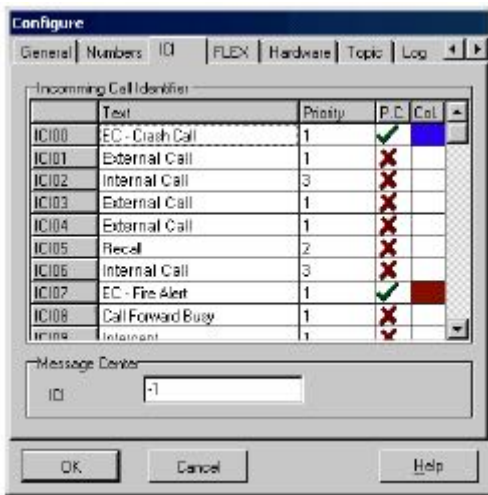 Configure
General Numbers ICI FLEX Hardware Topic Log
Incomming Call Identifier
Text Priority P.C. Col.
ICI00 EC - Crash Call 1
ICI01 External Call 1
ICI02 Internal Call 3
ICI03 External Call 1
ICI04 External Call 1
ICI05 Recall 2
ICI06 Internal Call 3
ICI07 EC - Fire Alert 1
ICI08 Call Forward Busy 1
ICI09 Intercept 1
Message Center
ICI -1
OK Cancel Help